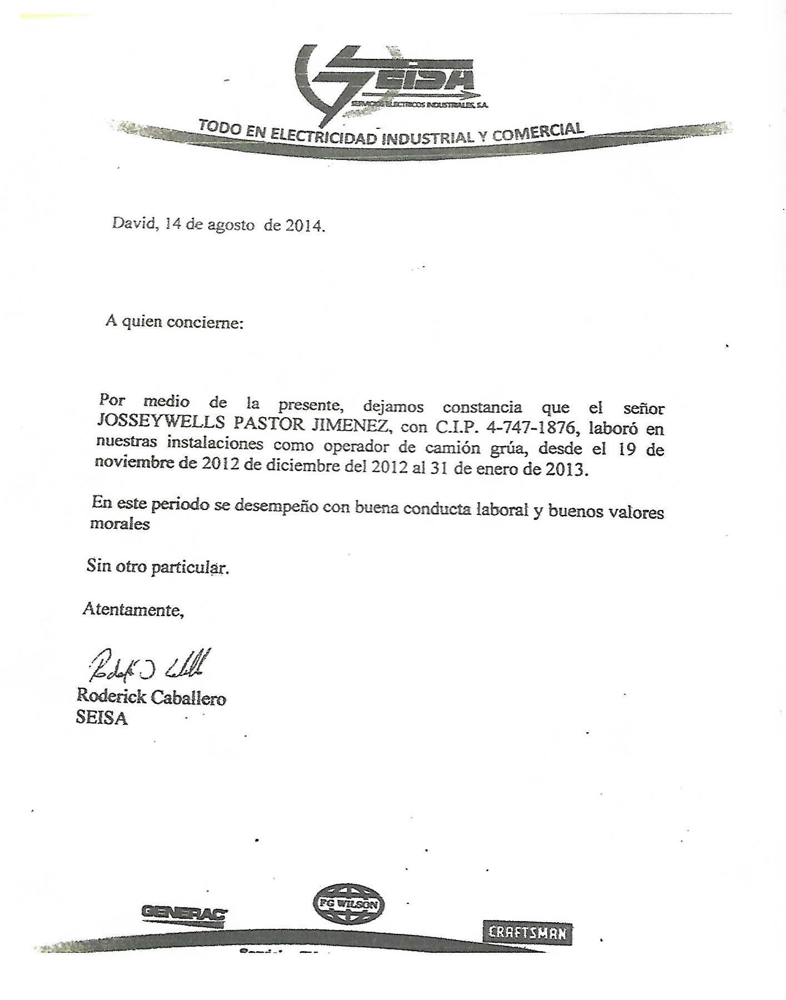 SEISA
SERVICIOS ELECTRICOS INDUSTRIALES, S.A.
TODO EN ELECTRICIDAD INDUSTRIAL Y COMERCIAL
David, 14 de agosto de 2014.
A quien concierne:
Por medio de la presente, dejamos constancia que el señor
JOSSEYWELLS PASTOR JIMENEZ, con C.I.P. 4-747-1876, laboró en
nuestras instalaciones como operador de camión grúa, desde el 19 de
noviembre de 2012 de diciembre del 2012 al 31 de enero de 2013.
En este periodo se desempeño con buena conducta laboral y buenos valores
morales
Sin otro particular.
Atentamente,
Roderick Caballero
SEISA
GENERAC
FG WILSON
CRAFTSMAN